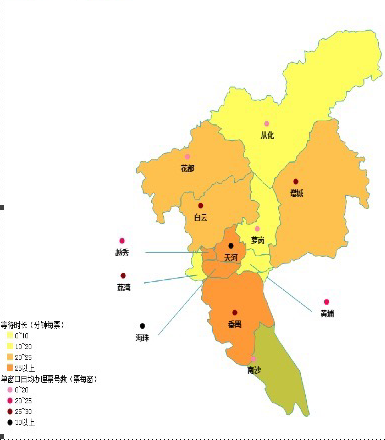 从化
花都
增城
白云
萝岗
越秀
天河
荔湾
黄埔
海珠
番禺
南沙
等待时长（分钟每票）
0~10
10~20
20~25
25以上
单窗口日均办理票号数（票每窗）
0~20
20~25
25~30
30以上